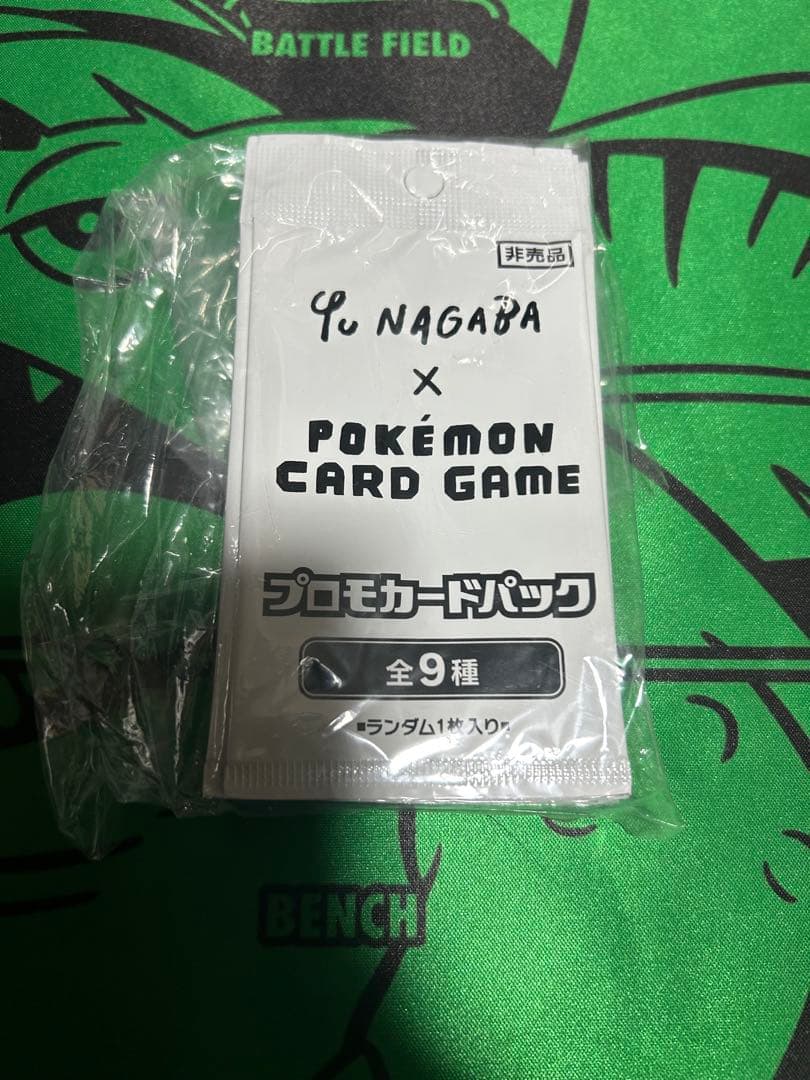 BATTLE FIELD
非売品
Yu NAGABA
×
POKÉMON
CARD GAME
プロモカードパック
全9種
■ランダム1枚入り■
BENCH